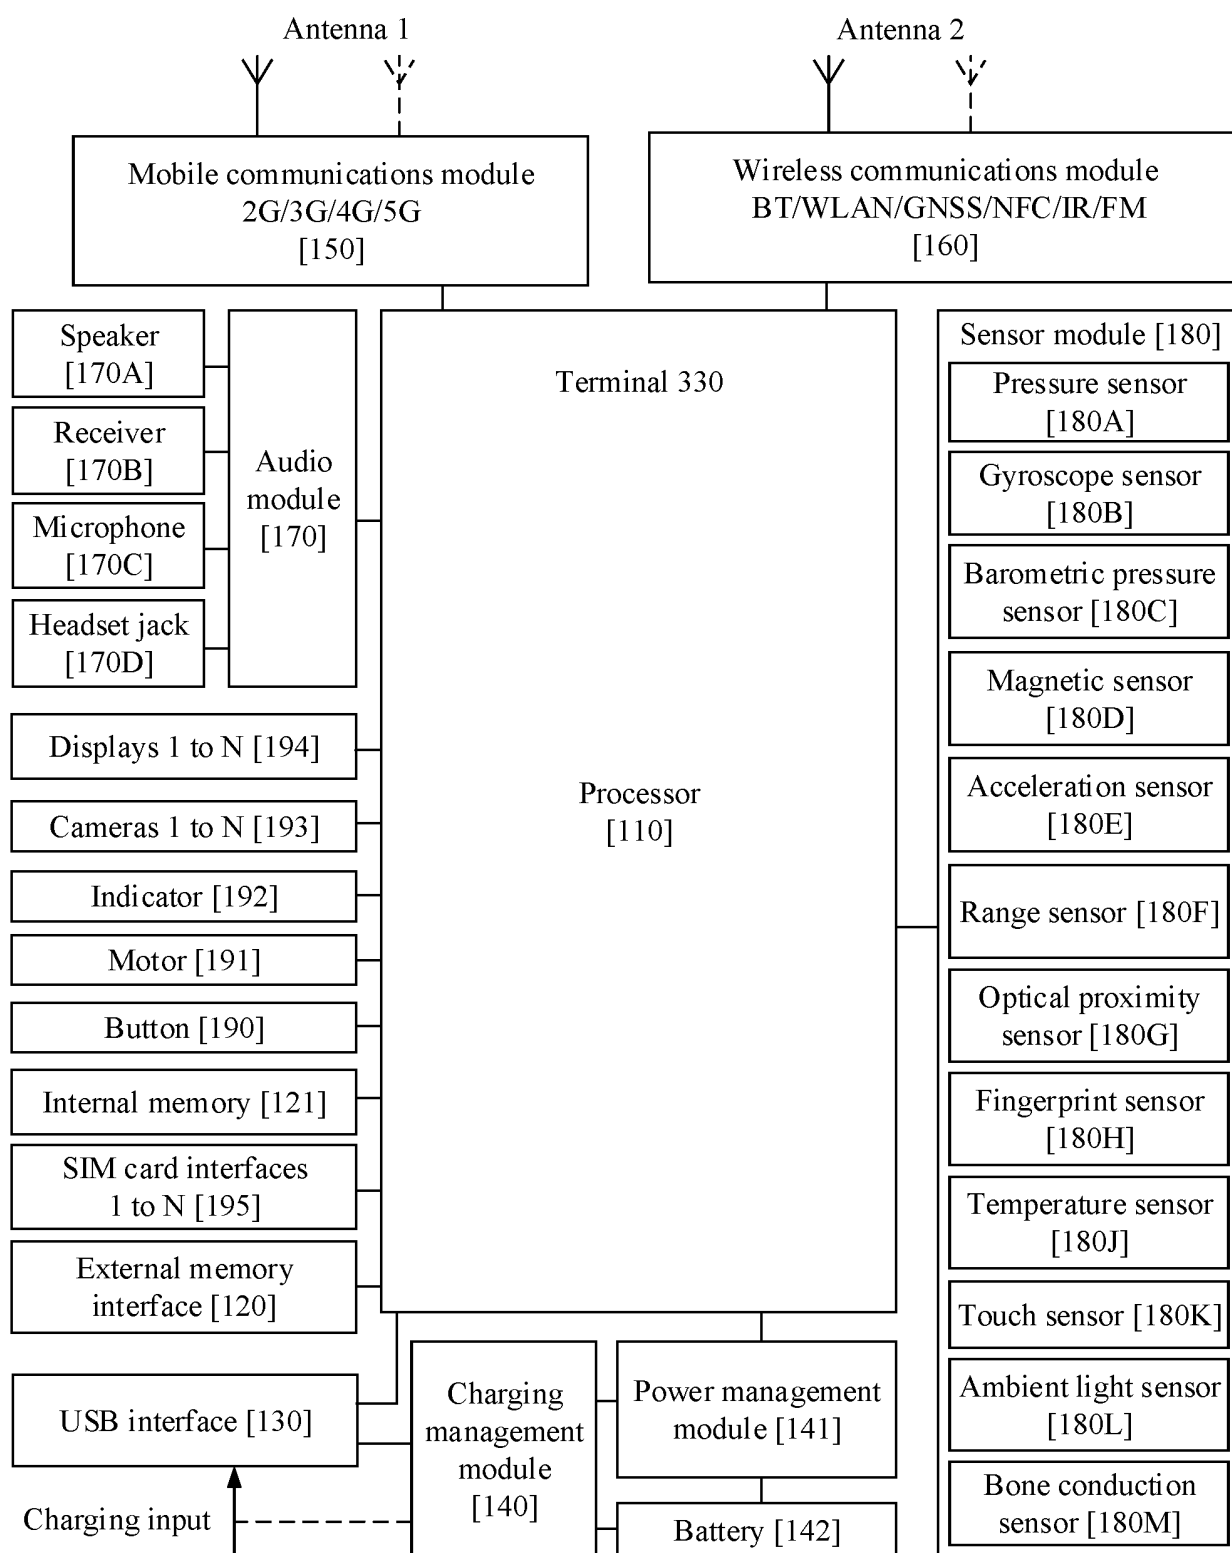 Antenna 1
Antenna 2
Mobile communications module
2G/3G/4G/5G
[150]
Wireless communications module
BT/WLAN/GNSS/NFC/IR/FM
[160]
Speaker
[170A]
Receiver
[170B]
Microphone
[170C]
Headset jack
[170D]
Audio
module
[170]
Displays 1 to N [194]
Cameras 1 to N [193]
Indicator [192]
Motor [191]
Button [190]
Internal memory [121]
SIM card interfaces
1 to N [195]
External memory
interface [120]
USB interface [130]
Charging input
Terminal 330
Processor
[110]
Charging
management
module
[140]
Power management
module [141]
Battery [142]
Sensor module [180]
Pressure sensor
[180A]
Gyroscope sensor
[180B]
Barometric pressure
sensor [180C]
Magnetic sensor
[180D]
Acceleration sensor
[180E]
Range sensor [180F]
Optical proximity
sensor [180G]
Fingerprint sensor
[180H]
Temperature sensor
[180J]
Touch sensor [180K]
Ambient light sensor
[180L]
Bone conduction
sensor [180M]